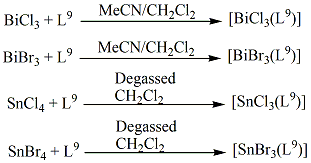 MeCN/CH₂Cl₂
BiCl₃ + L⁹ [BiCl₃(L⁹)]
MeCN/CH₂Cl₂
BiBr₃ + L⁹ [BiBr₃(L⁹)]
Degassed
CH₂Cl₂
SnCl₄ + L⁹ [SnCl₃(L⁹)]
Degassed
CH₂Cl₂
SnBr₄ + L⁹ [SnBr₃(L⁹)]